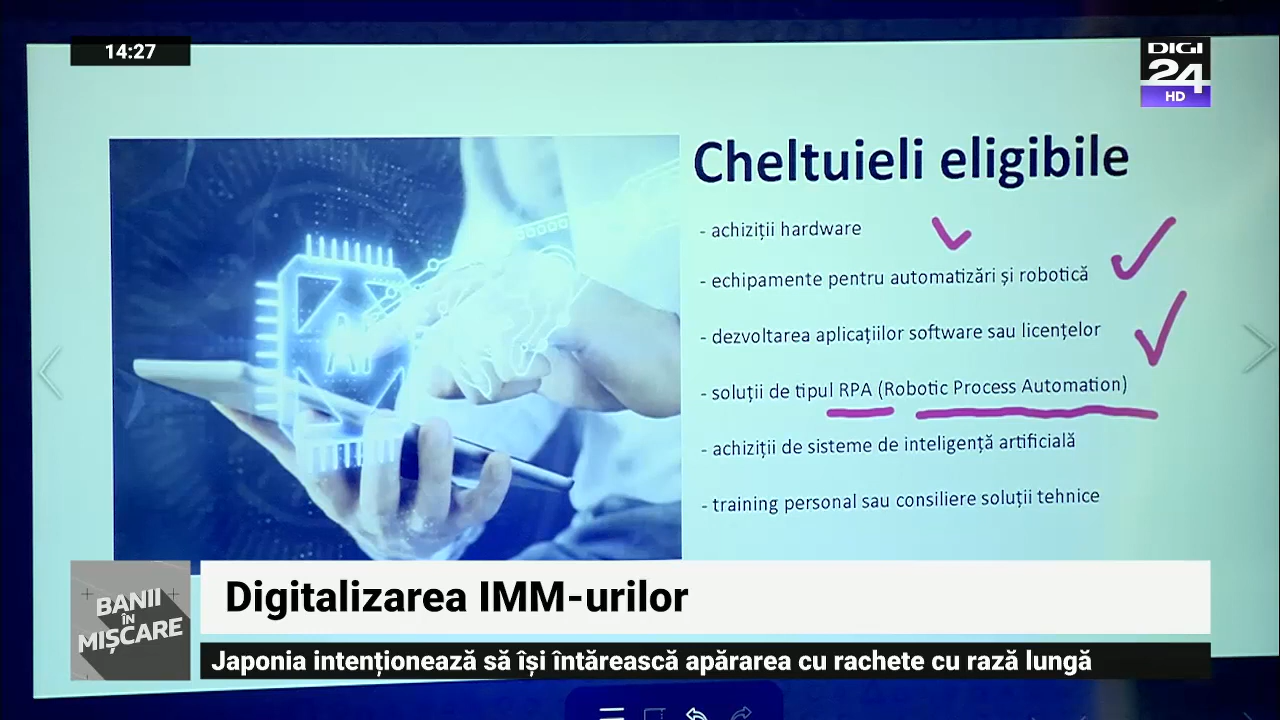 14:27
DIGI
24
HD
Cheltuieli eligibile
- achiziții hardware
- echipamente pentru automatizări și robotică
- dezvoltarea aplicațiilor software sau licențelor
- soluții de tipul RPA (Robotic Process Automation)
- achiziții de sisteme de inteligență artificială
- training personal sau consiliere soluții tehnice
AI
BANII
ÎN
MIȘCARE
Digitalizarea IMM-urilor
Japonia intenționează să își întărească apărarea cu rachete cu rază lungă